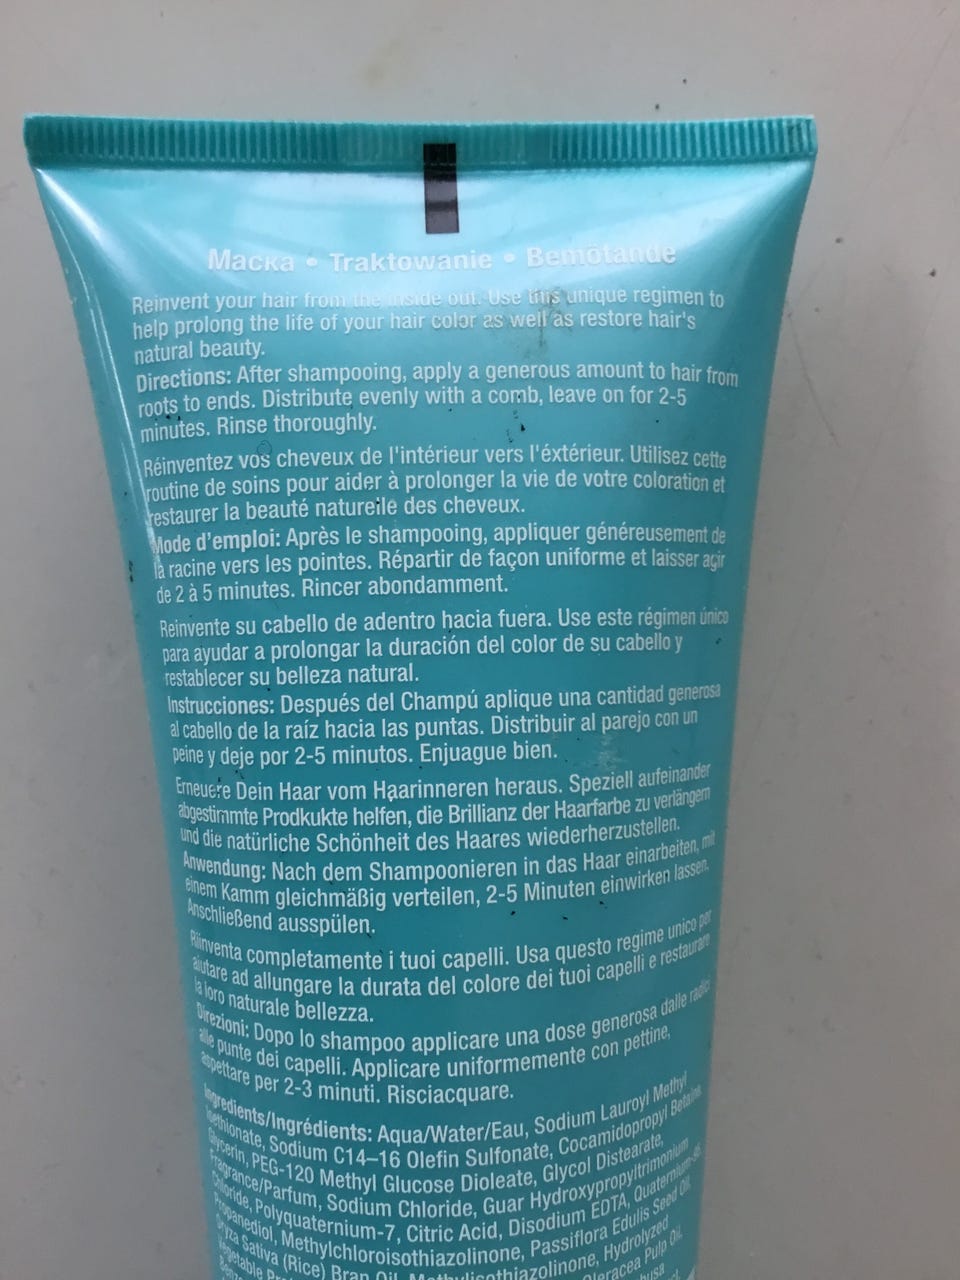 Маска • Traktowanie • Bemötande
Reinvent your hair from the inside out. Use this unique regimen to
help prolong the life of your hair color as well as restore hair's
natural beauty.
Directions: After shampooing, apply a generous amount to hair from
roots to ends. Distribute evenly with a comb, leave on for 2-5
minutes. Rinse thoroughly.
Réinventez vos cheveux de l'intérieur vers l'éxtérieur. Utilisez cette
routine de soins pour aider à prolonger la vie de votre coloration et
restaurer la beauté naturelle des cheveux.
Mode d'emploi: Après le shampooing, appliquer généreusement de
la racine vers les pointes. Répartir de façon uniforme et laisser agir
de 2 à 5 minutes. Rincer abondamment.
Reinvente su cabello de adentro hacia fuera. Use este régimen único
para ayudar a prolongar la duración del color de su cabello y
restablecer su belleza natural.
Instrucciones: Después del Champú aplique una cantidad generosa
al cabello de la raíz hacia las puntas. Distribuir al parejo con un
peine y deje por 2-5 minutos. Enjuague bien.
Erneuere Dein Haar vom Haarinneren heraus. Speziell aufeinander
abgestimmte Prodkukte helfen, die Brillianz der Haarfarbe zu verlängern
und die natürliche Schönheit des Haares wiederherzustellen.
Anwendung: Nach dem Shampoonieren in das Haar einarbeiten, mit
einem Kamm gleichmäßig verteilen, 2-5 Minuten einwirken lassen.
Anschließend ausspülen.
Riinventa completamente i tuoi capelli. Usa questo regime unico per
aiutare ad allungare la durata del colore dei tuoi capelli e restaurare
la loro naturale bellezza.
Direzioni: Dopo lo shampoo applicare una dose generosa dalle radici
alle punte dei capelli. Applicare uniformemente con pettine,
aspettare per 2-3 minuti. Risciacquare.
Ingredients/Ingrédients: Aqua/Water/Eau, Sodium Lauroyl Methyl
Isethionate, Sodium C14–16 Olefin Sulfonate, Cocamidopropyl Betaine,
Glycerin, PEG-120 Methyl Glucose Dioleate, Glycol Distearate,
Fragrance/Parfum, Sodium Chloride, Guar Hydroxypropyltrimonium
Chloride, Polyquaternium-7, Citric Acid, Disodium EDTA,
Propanediol, Methylchloroisothiazolinone, Passiflora Edulis Seed Oil,
Oryza Sativa (Rice) Bran Oil, Methylisothiazolinone, Hydrolyzed
Vegetable Oleracea Pulp Oil,